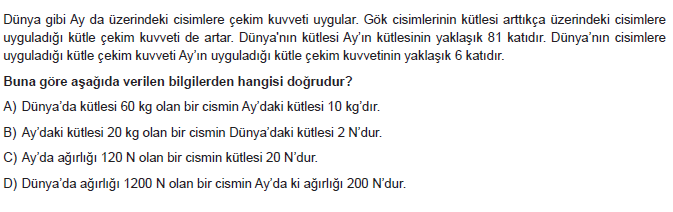 Dünya gibi Ay da üzerindeki cisimlere çekim kuvveti uygular. Gök cisimlerinin kütlesi arttıkça üzerindeki cisimlere
uyguladığı kütle çekim kuvveti de artar. Dünya'nın kütlesi Ay'ın kütlesinin yaklaşık 81 katıdır. Dünya'nın cisimlere
uyguladığı kütle çekim kuvveti Ay'ın uyguladığı kütle çekim kuvvetinin yaklaşık 6 katıdır.
Buna göre aşağıda verilen bilgilerden hangisi doğrudur?
A) Dünya'da kütlesi 60 kg olan bir cismin Ay'daki kütlesi 10 kg'dır.
B) Ay'daki kütlesi 20 kg olan bir cismin Dünya'daki kütlesi 2 N'dur.
C) Ay'da ağırlığı 120 N olan bir cismin kütlesi 20 N'dur.
D) Dünya'da ağırlığı 1200 N olan bir cismin Ay'da ki ağırlığı 200 N'dur.